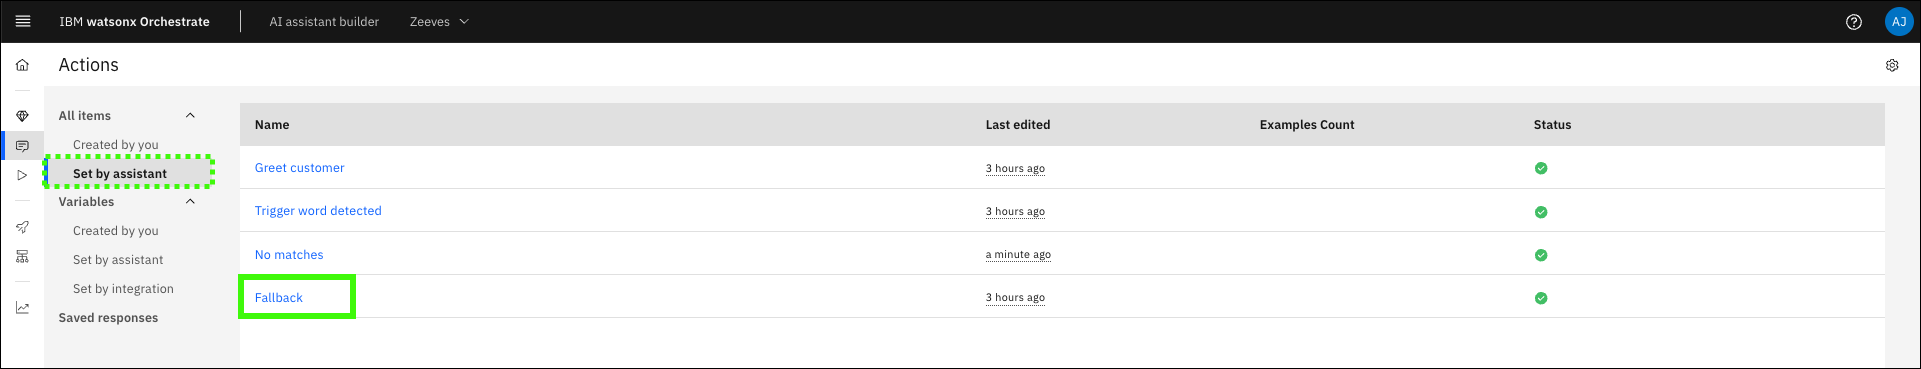 IBM watsonx Orchestrate AI assistant builder Zeeves AJ
Actions
All items
Created by you
Set by assistant
Variables
Created by you
Set by assistant
Set by integration
Saved responses
Name Last edited Examples Count Status
Greet customer 3 hours ago
Trigger word detected 3 hours ago
No matches a minute ago
Fallback 3 hours ago